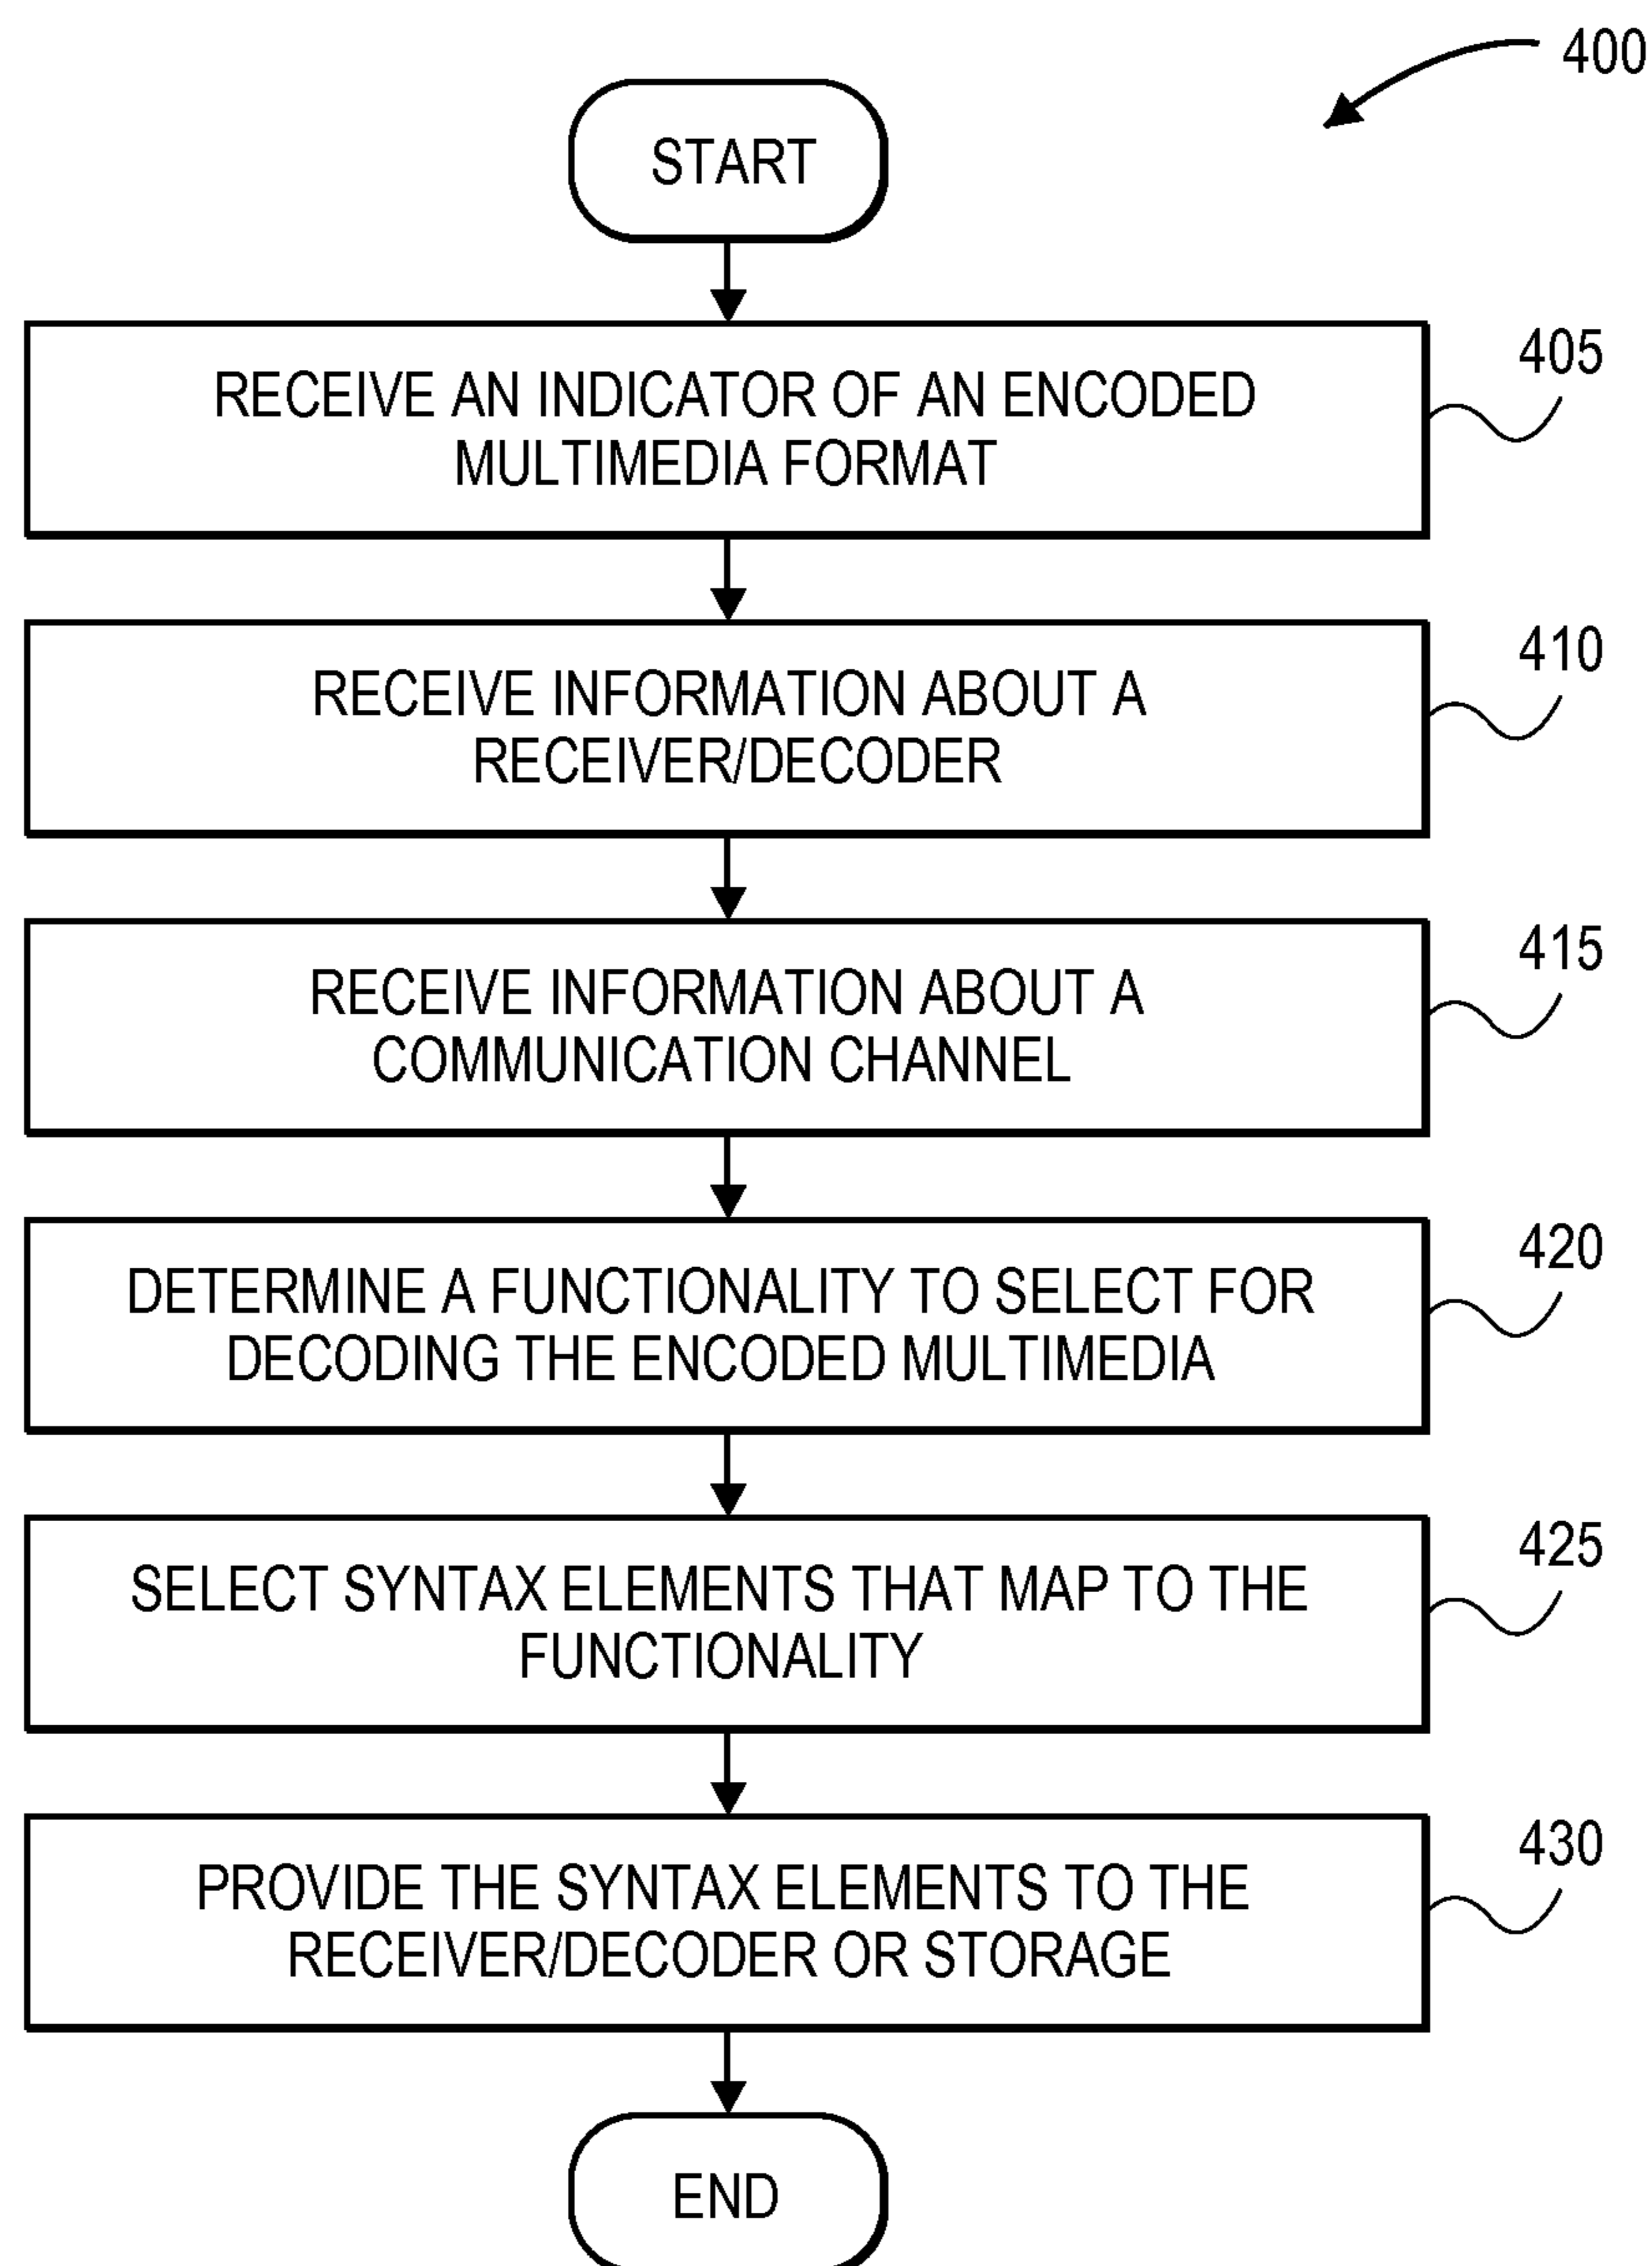 400
START
RECEIVE AN INDICATOR OF AN ENCODED
MULTIMEDIA FORMAT
405
RECEIVE INFORMATION ABOUT A
RECEIVER/DECODER
410
RECEIVE INFORMATION ABOUT A
COMMUNICATION CHANNEL
415
DETERMINE A FUNCTIONALITY TO SELECT FOR
DECODING THE ENCODED MULTIMEDIA
420
SELECT SYNTAX ELEMENTS THAT MAP TO THE
FUNCTIONALITY
425
PROVIDE THE SYNTAX ELEMENTS TO THE
RECEIVER/DECODER OR STORAGE
430
END